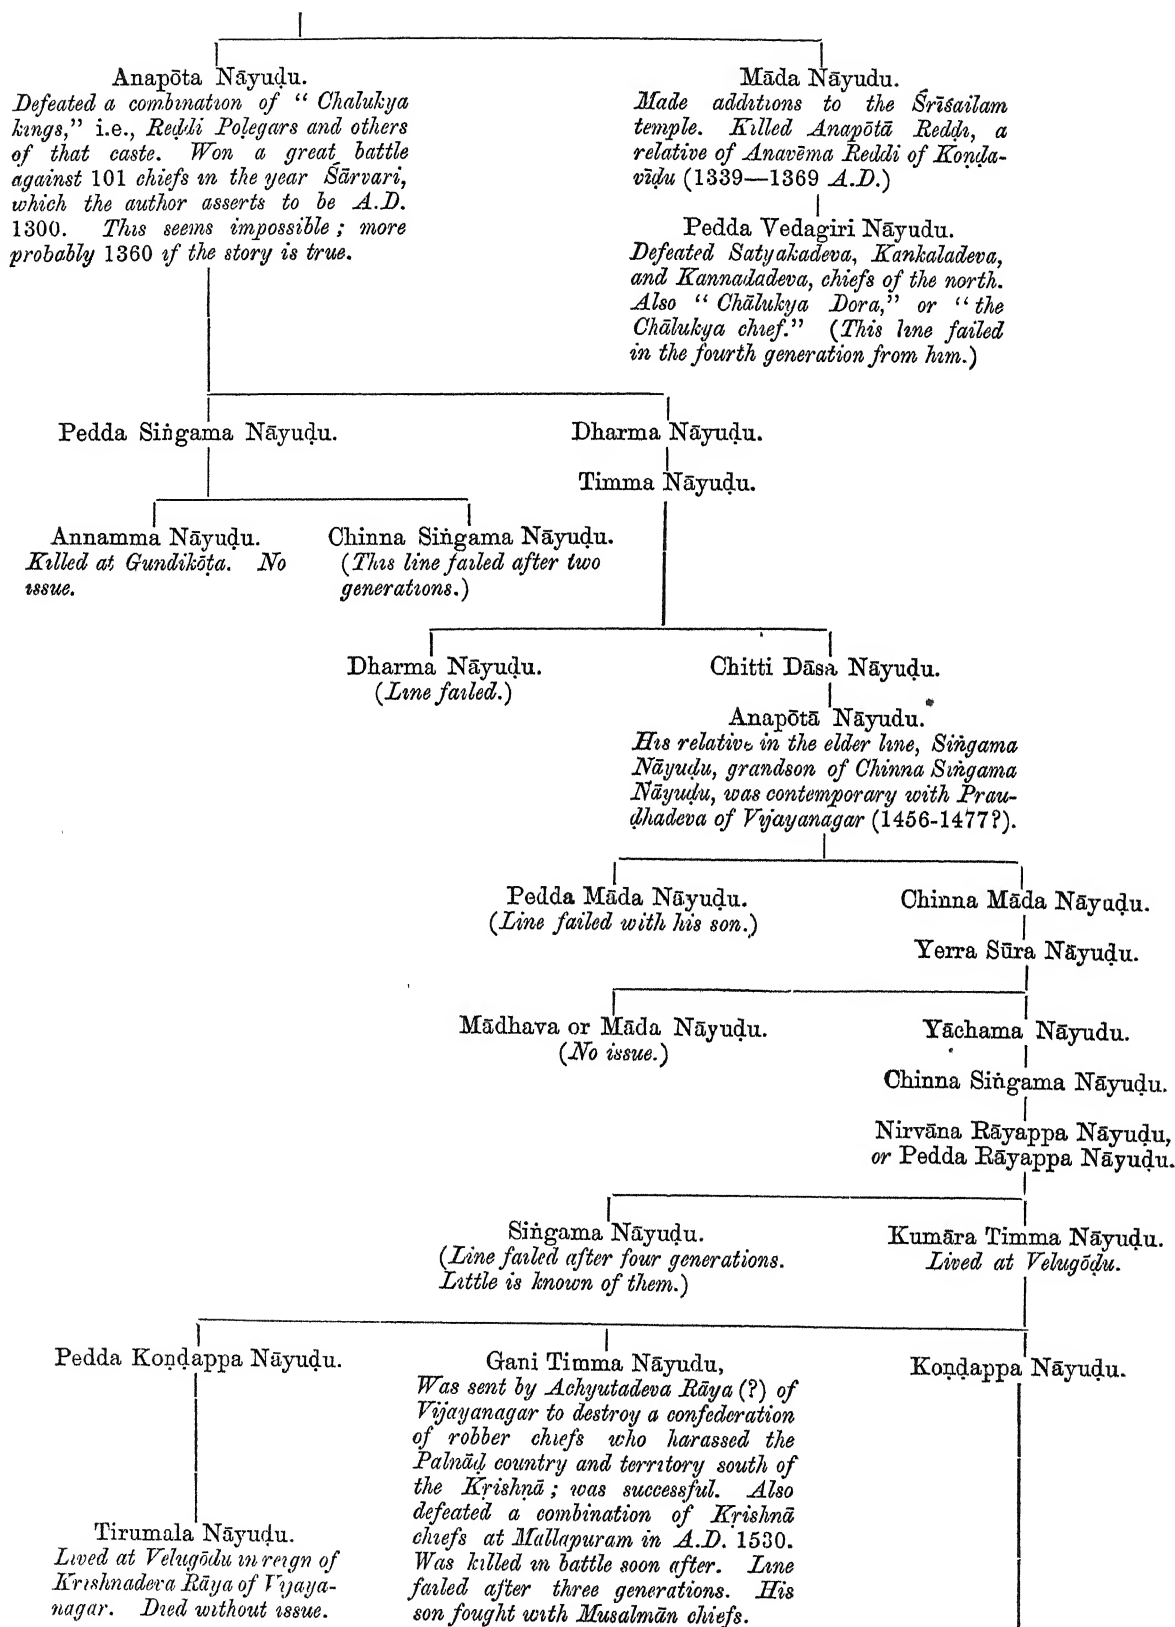 Anapōta Nāyuḍu.
Defeated a combination of “Chalukya
kings,” i.e., Reḍḍi Poḷegars and others
of that caste. Won a great battle
against 101 chiefs in the year Śārvari,
which the author asserts to be A.D.
1300. This seems impossible; more
probably 1360 if the story is true.
Māda Nāyudu.
Made additions to the Śrīśailam
temple. Killed Anapōtā Reḍḍi, a
relative of Anavēma Reddi of Koṇḍa-
vīḍu (1339—1369 A.D.)
Pedda Vedagiri Nāyudu.
Defeated Satyakadeva, Kankaladeva,
and Kannadadeva, chiefs of the north.
Also “Chālukya Dora,” or “the
Chālukya chief.” (This line failed
in the fourth generation from him.)
Pedda Siṅgama Nāyuḍu.
Dharma Nāyuḍu.
Timma Nāyuḍu.
Annamma Nāyuḍu.
Killed at Gundikōṭa. No
issue.
Chinna Siṅgama Nāyuḍu.
(This line failed after two
generations.)
Dharma Nāyuḍu.
(Line failed.)
Chitti Dāsa Nāyuḍu.
Anapōtā Nāyudu.
His relative in the elder line, Siṅgama
Nāyuḍu, grandson of Chinna Siṅgama
Nāyuḍu, was contemporary with Prau-
ḍhadeva of Vijayanagar (1456-1477?).
Pedda Māda Nāyuḍu.
(Line failed with his son.)
Chinna Māda Nāyuḍu.
Yerra Sūra Nāyuḍu.
Mādhava or Māda Nāyuḍu.
(No issue.)
Yāchama Nāyudu.
Chinna Siṅgama Nāyuḍu.
Nirvāna Rāyappa Nāyuḍu,
or Pedda Rāyappa Nāyuḍu.
Siṅgama Nāyuḍu.
(Line failed after four generations.
Little is known of them.)
Kumāra Timma Nāyuḍu.
Lived at Velugōḍu.
Pedda Koṇḍappa Nāyuḍu.
Gani Timma Nāyudu,
Was sent by Achyutadeva Rāya (?) of
Vijayanagar to destroy a confederation
of robber chiefs who harassed the
Palnāḍ country and territory south of
the Kṛishṇā; was successful. Also
defeated a combination of Kṛishṇā
chiefs at Mallapuram in A.D. 1530.
Was killed in battle soon after. Line
failed after three generations. His
son fought with Musalmān chiefs.
Koṇḍappa Nāyuḍu.
Tirumala Nāyuḍu.
Lived at Velugōdu in reign of
Krishnadeva Rāya of Vijaya-
nagar. Died without issue.